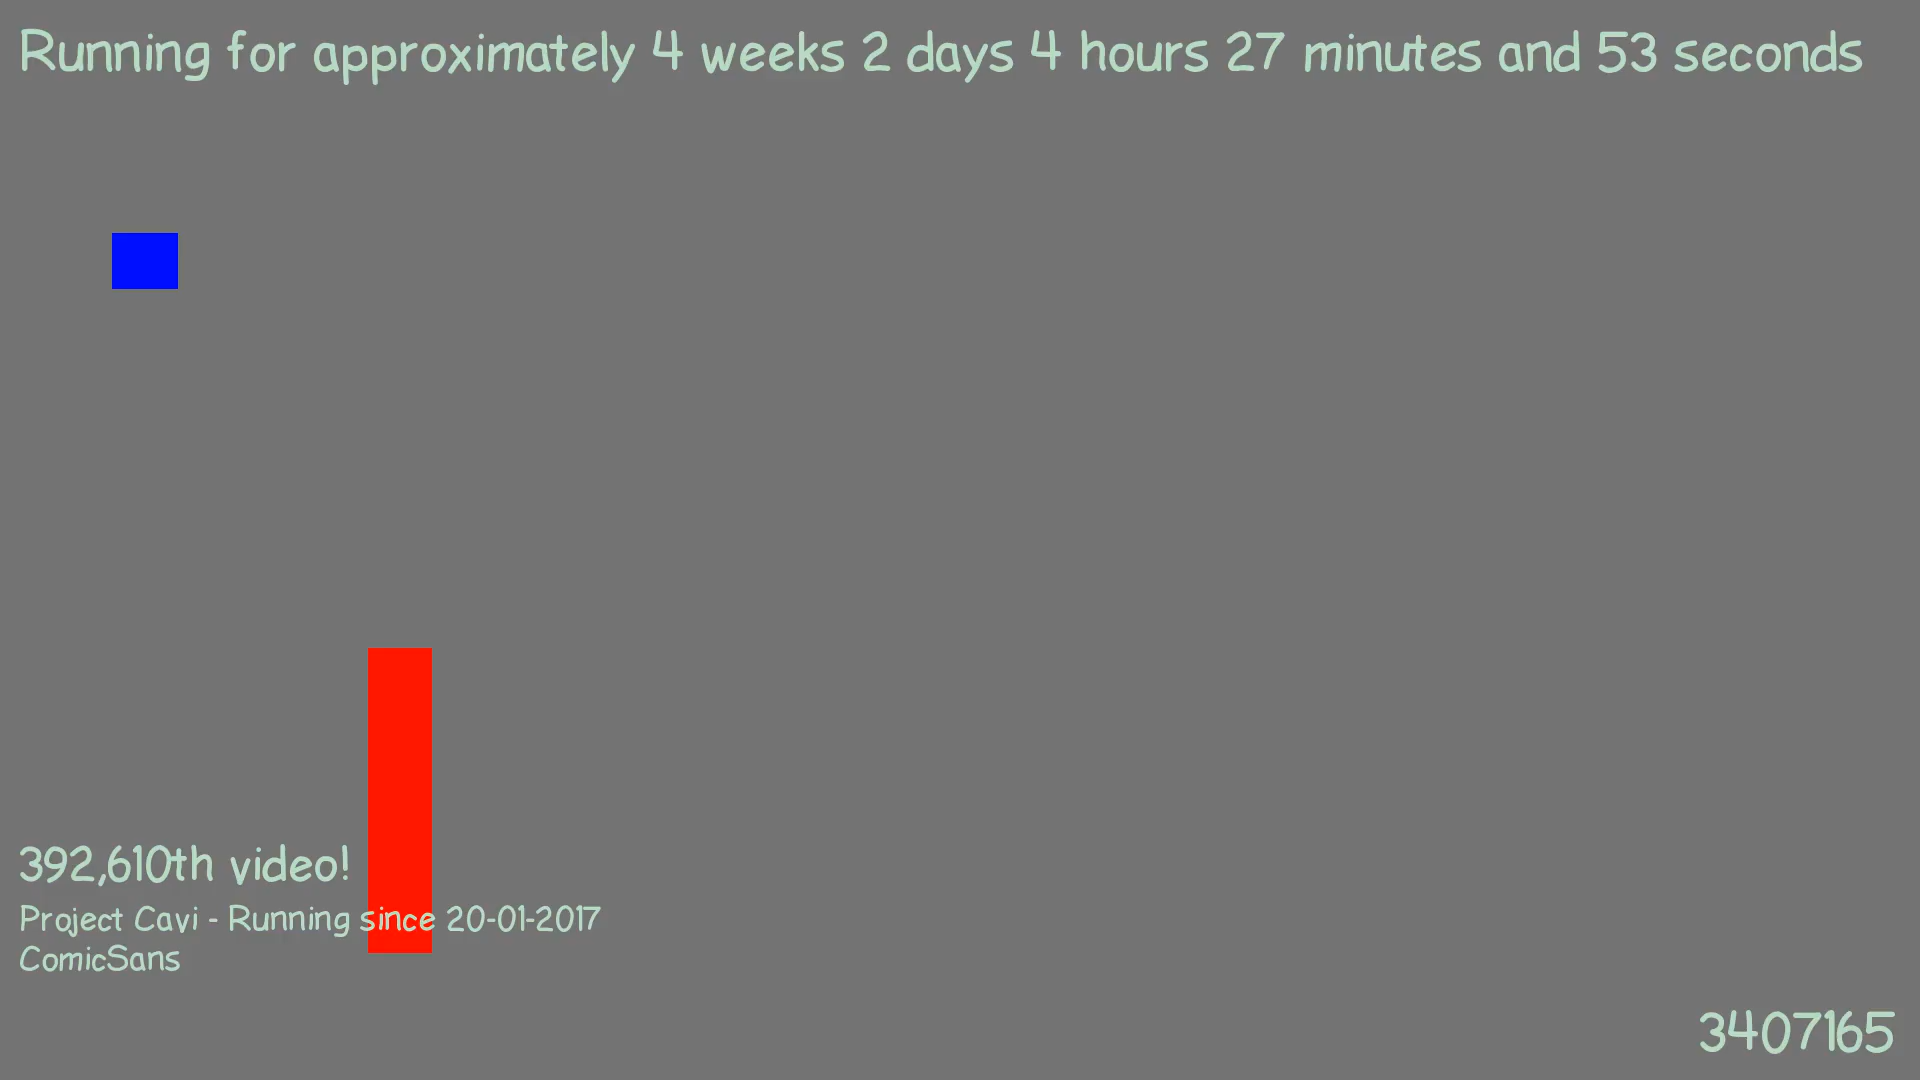 Running for approximately 4 weeks 2 days 4 hours 27 minutes and 53 seconds
392,610th video!
Project Cavi - Running since 20-01-2017
ComicSans
3407165